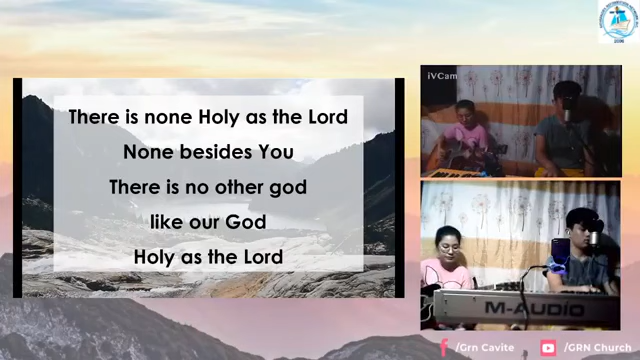 There is none Holy as the Lord
None besides You
There is no other god
like our God
Holy as the Lord
iVCam
M-AUDIO
/Grn Cavite
/GRN Church